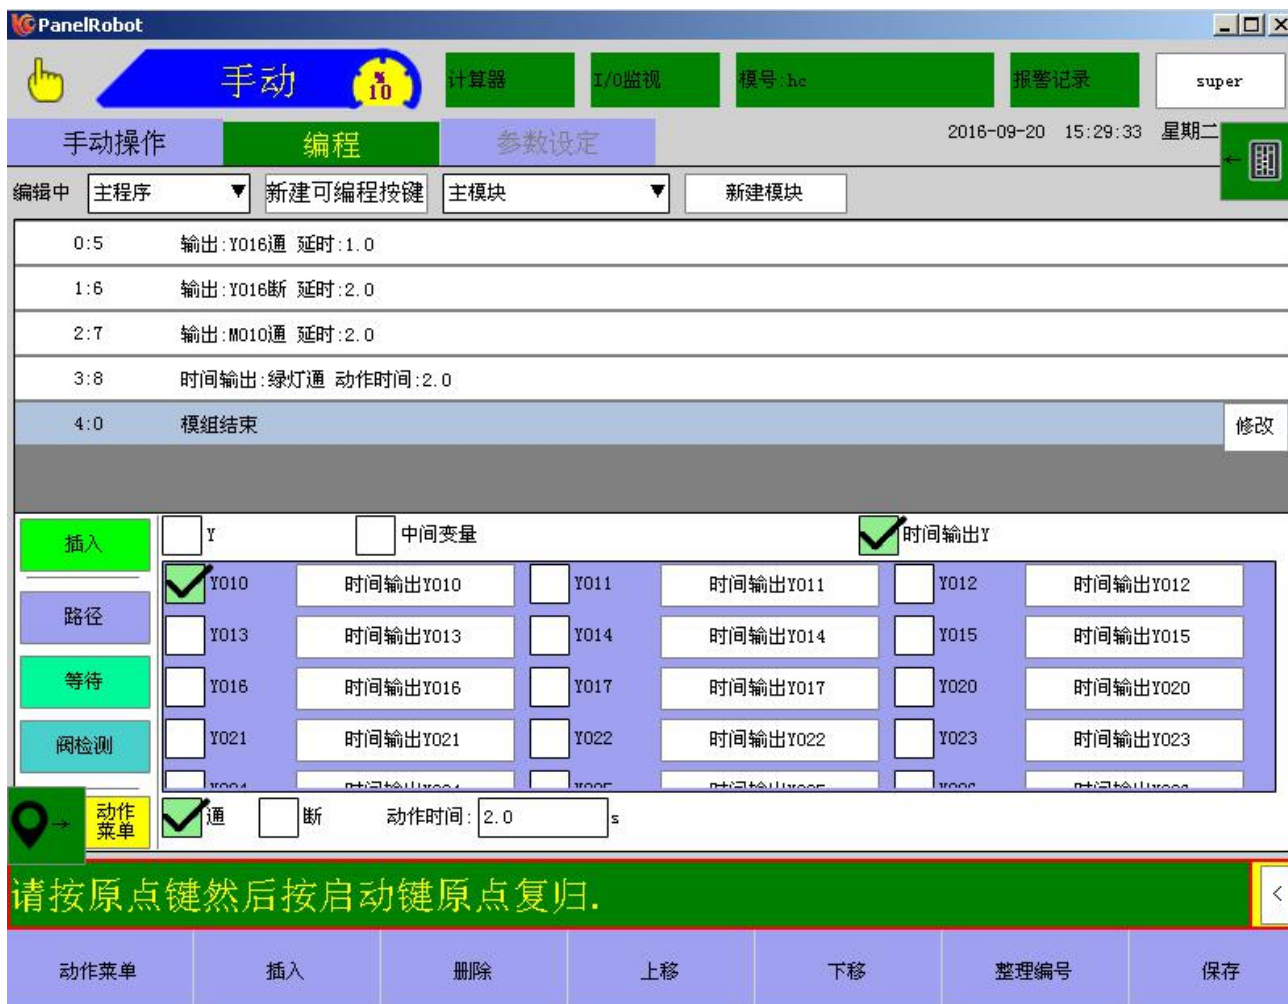 PanelRobot
手动
%
10
计算器
I/O监视
模号:hc
报警记录
super
手动操作
编程
参数设定
2016-09-20 15:29:33 星期二
编辑中
主程序
新建可编程按键
主模块
新建模块
0:5 输出:Y016通 延时:1.0
1:6 输出:Y016断 延时:2.0
2:7 输出:M010通 延时:2.0
3:8 时间输出:绿灯通 动作时间:2.0
4:0 模组结束
修改
插入
路径
等待
阀检测
动作
菜单
Y
中间变量
时间输出Y
Y010 时间输出Y010 Y011 时间输出Y011 Y012 时间输出Y012
Y013 时间输出Y013 Y014 时间输出Y014 Y015 时间输出Y015
Y016 时间输出Y016 Y017 时间输出Y017 Y020 时间输出Y020
Y021 时间输出Y021 Y022 时间输出Y022 Y023 时间输出Y023
通 断 动作时间: 2.0 s
请按原点键然后按启动键原点复归.
<
动作菜单 插入 删除 上移 下移 整理编号 保存